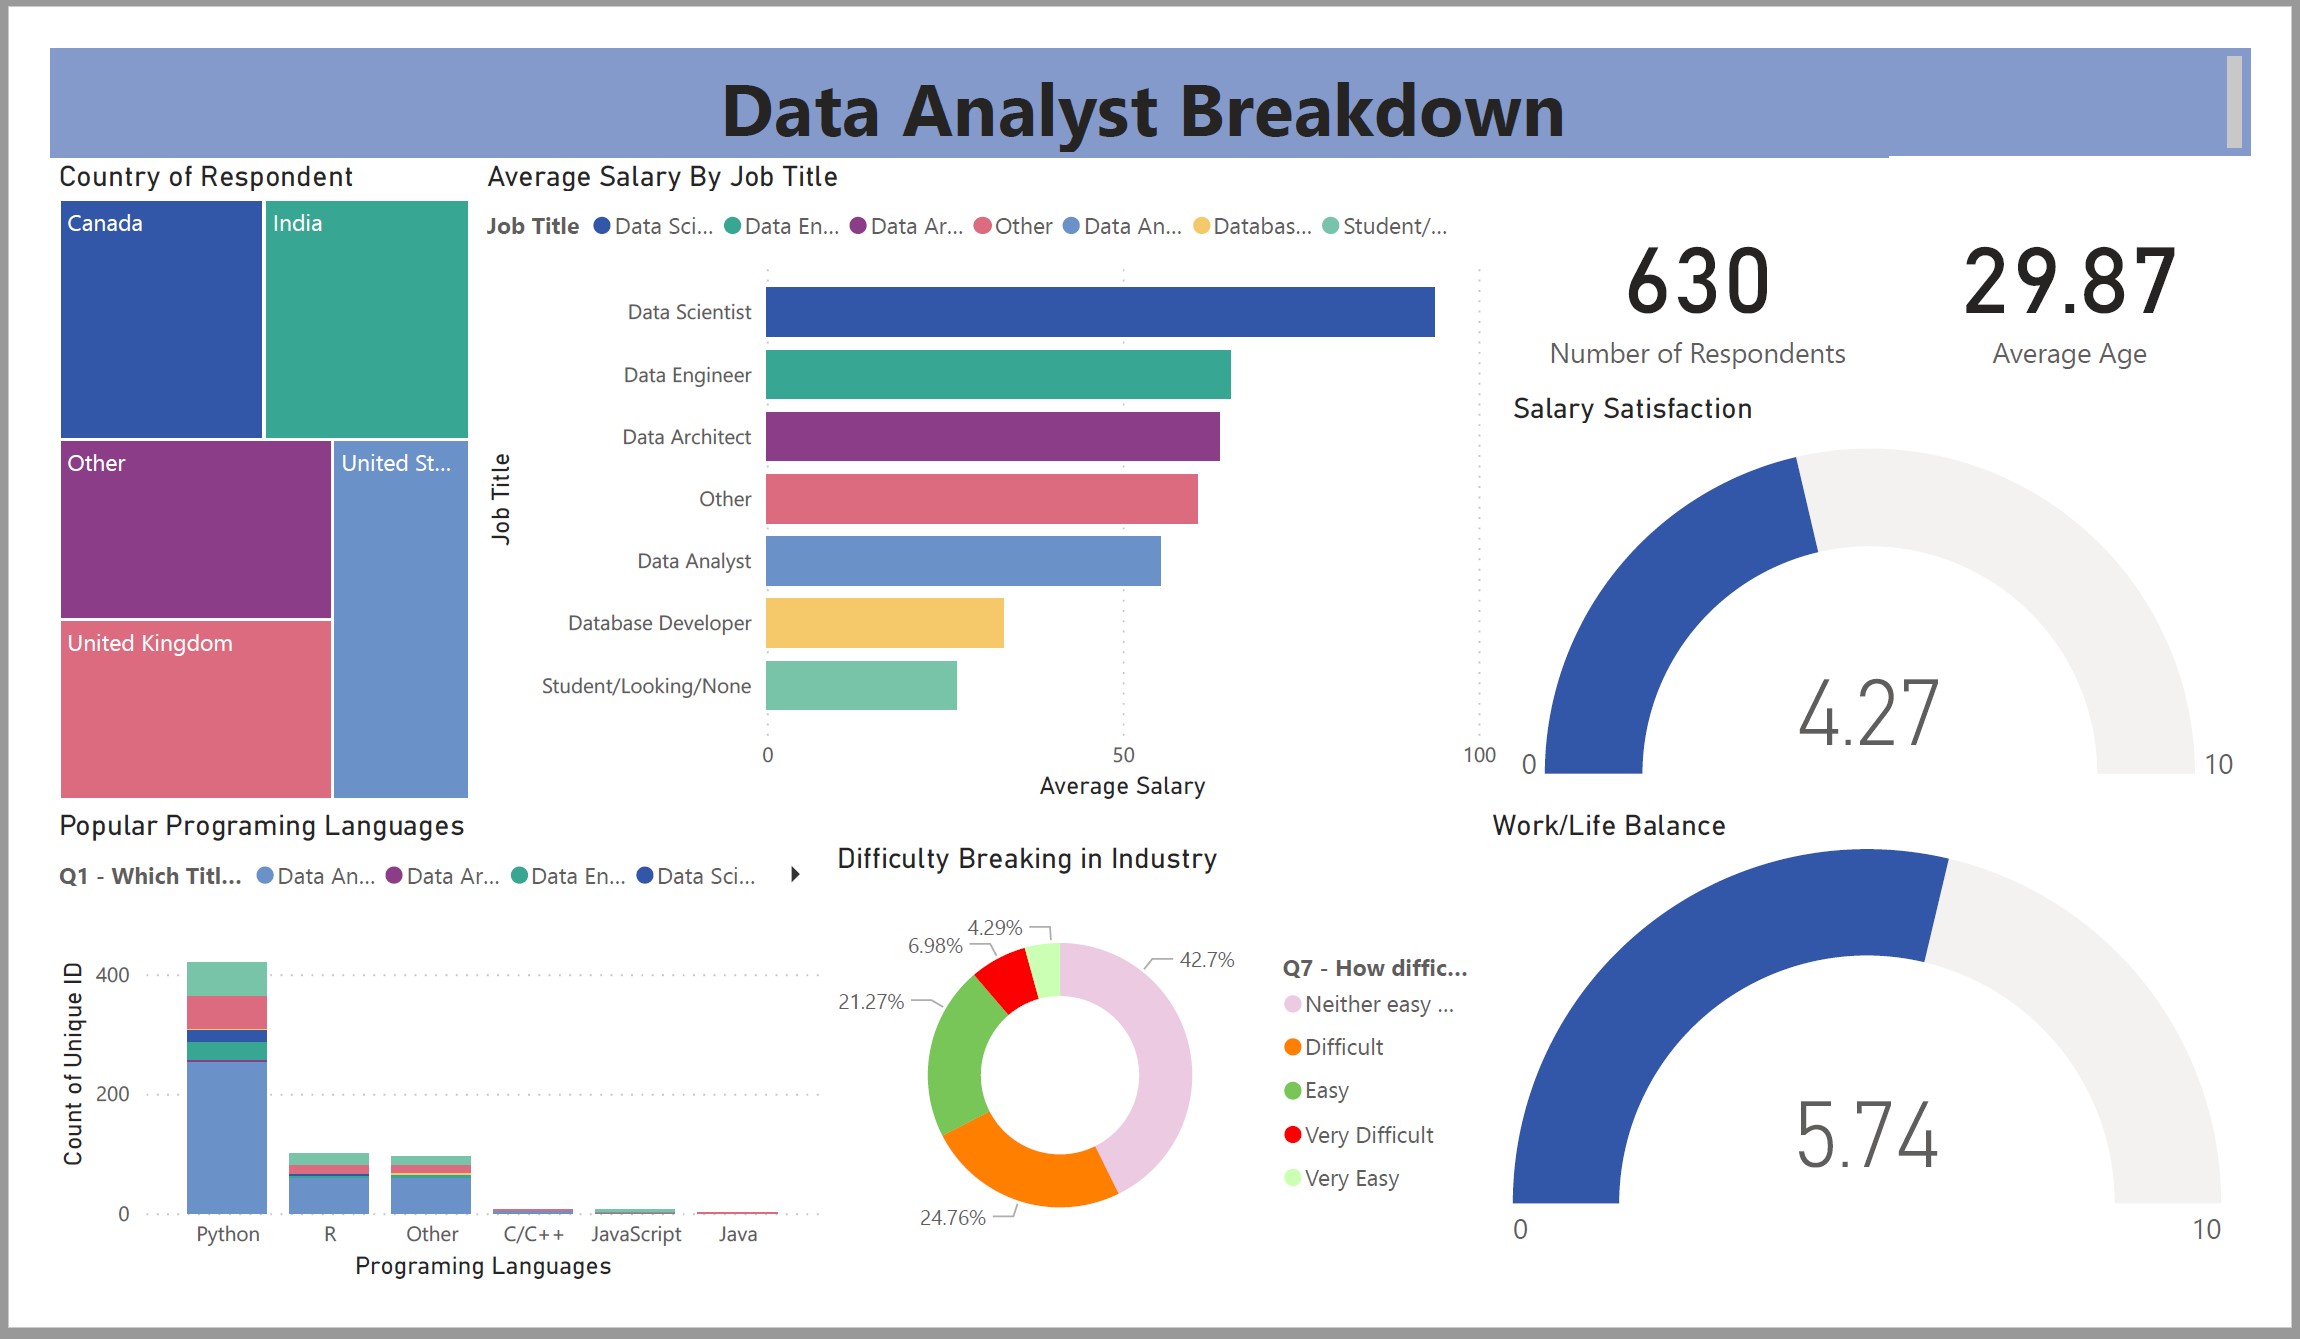 Data Analyst Breakdown
Country of Respondent
Canada
India
Other
United St...
United Kingdom
Average Salary By Job Title
Job Title Data Sci... Data En... Data Ar... Other Data An... Databas... Student/...
Job Title
Data Scientist
Data Engineer
Data Architect
Other
Data Analyst
Database Developer
Student/Looking/None
0 50 100
Average Salary
630
Number of Respondents
29.87
Average Age
Salary Satisfaction
4.27
0 10
Popular Programing Languages
Q1 - Which Titl... Data An... Data Ar... Data En... Data Sci...
Count of Unique ID
400
200
0
Python R Other C/C++ JavaScript Java
Programing Languages
Difficulty Breaking in Industry
4.29%
6.98%
42.7%
21.27%
24.76%
Q7 - How diffic...
Neither easy ...
Difficult
Easy
Very Difficult
Very Easy
Work/Life Balance
5.74
0 10